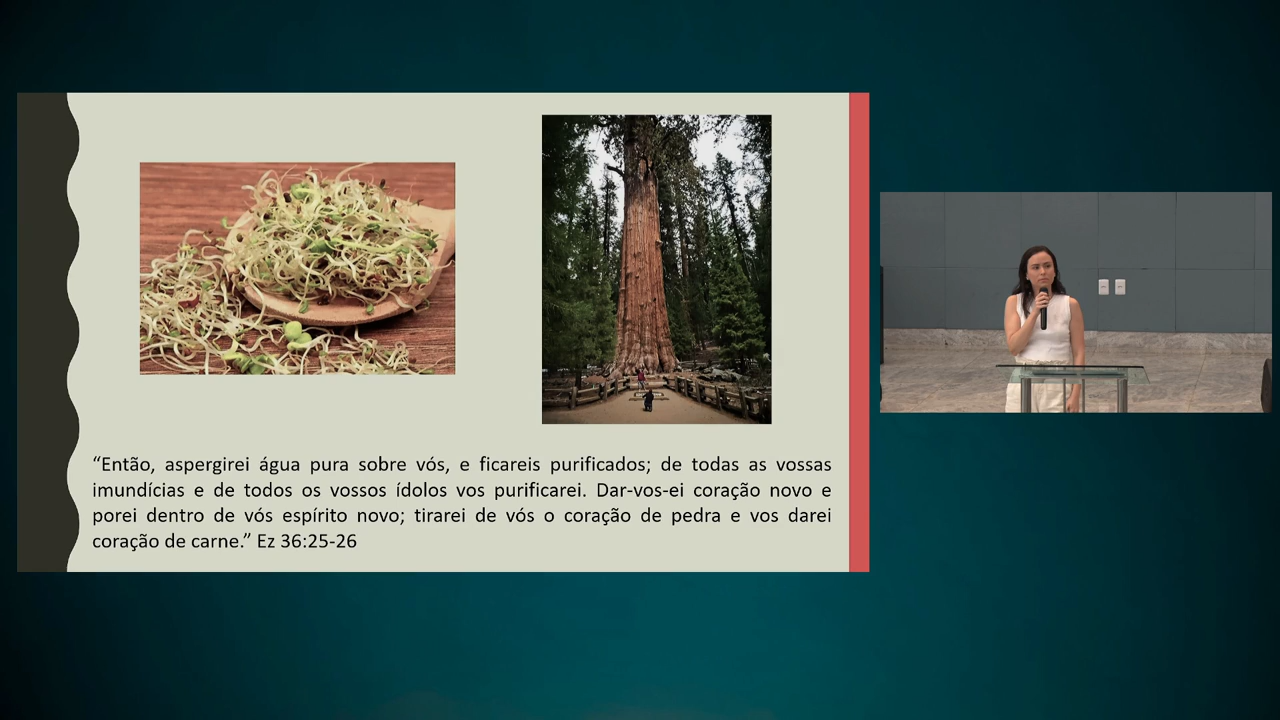 “Então, aspergirei água pura sobre vós, e ficareis purificados; de todas as vossas
imundícias e de todos os vossos ídolos vos purificarei. Dar-vos-ei coração novo e
porei dentro de vós espírito novo; tirarei de vós o coração de pedra e vos darei
coração de carne.” Ez 36:25-26